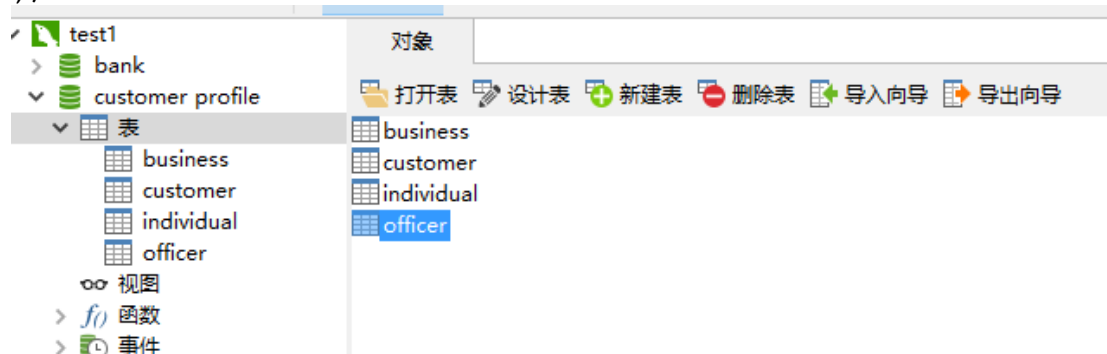 test1
bank
customer profile
表
business
customer
individual
officer
视图
f() 函数
事件
对象
打开表 设计表 新建表 删除表 导入向导 导出向导
business
customer
individual
officer